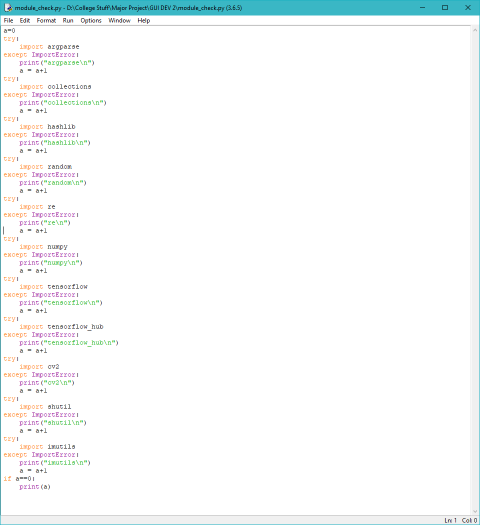 module_check.py - D:\College Stuff\Major Project\GUI DEV 2\module_check.py (3.6.5)
File Edit Format Run Options Window Help
a=0
try:
    import argparse
except ImportError:
    print("argparse\n")
    a = a+1
try:
    import collections
except ImportError:
    print("collections\n")
    a = a+1
try:
    import hashlib
except ImportError:
    print("hashlib\n")
    a = a+1
try:
    import random
except ImportError:
    print("random\n")
    a = a+1
try:
    import re
except ImportError:
    print("re\n")
    a = a+1
try:
    import numpy
except ImportError:
    print("numpy\n")
    a = a+1
try:
    import tensorflow
except ImportError:
    print("tensorflow\n")
    a = a+1
try:
    import tensorflow_hub
except ImportError:
    print("tensorflow_hub\n")
    a = a+1
try:
    import cv2
except ImportError:
    print("cv2\n")
    a = a+1
try:
    import shutil
except ImportError:
    print("shutil\n")
    a = a+1
try:
    import imutils
except ImportError:
    print("imutils\n")
    a = a+1
if a==0:
    print(a)
Ln: 1 Col: 0